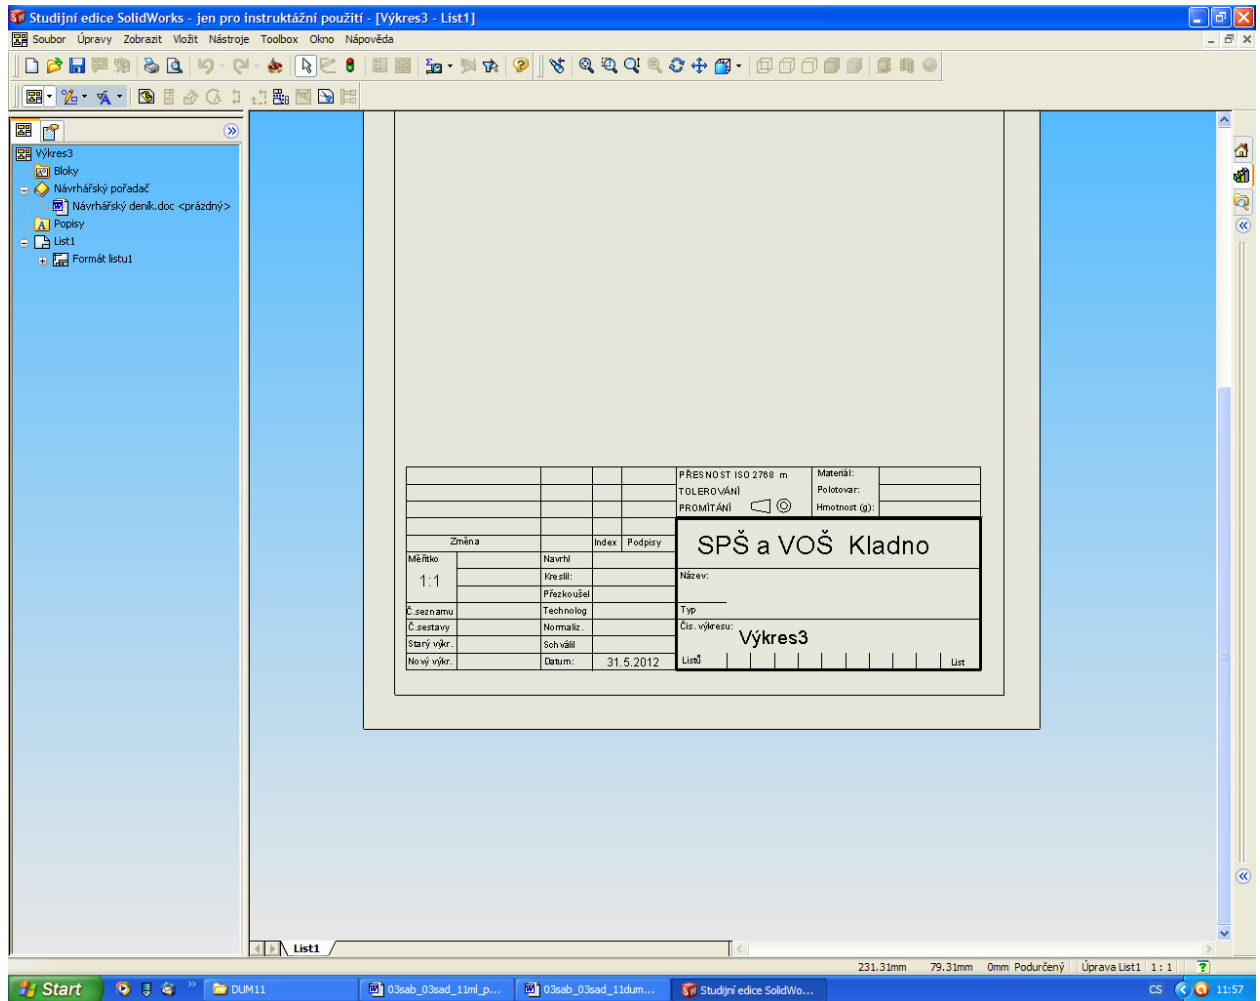 Studijní edice SolidWorks - jen pro instruktážní použití - [Výkres3 - List1]
Soubor Úpravy Zobrazit Vložit Nástroje Toolbox Okno Nápověda
Výkres3
Bloky
Návrhářský pořadač
Návrhářský deník.doc <prázdný>
Popisy
List1
Formát listu1
PŘESNOST ISO 2768 m
TOLEROVÁNÍ
PROMÍTÁNÍ
Materiál:
Polotovar:
Hmotnost (g):
Změna Index Podpisy
SPŠ a VOŠ Kladno
Měřítko
1:1
Č.seznamu
Č.sestavy
Starý výkr.
Nový výkr.
Navrhl
Kreslil:
Přezkoušel
Technolog
Normaliz.
Schválil
Datum: 31.5.2012
Název:
Typ
Čís. výkresu:
Výkres3
Listů List
List1
231.31mm 79.31mm 0mm Podurčený Úprava List1 1 : 1
Start DUM11 03sab_03sad_11ml_p... 03sab_03sad_11dum... Studijní edice SolidWo... CS 11:57